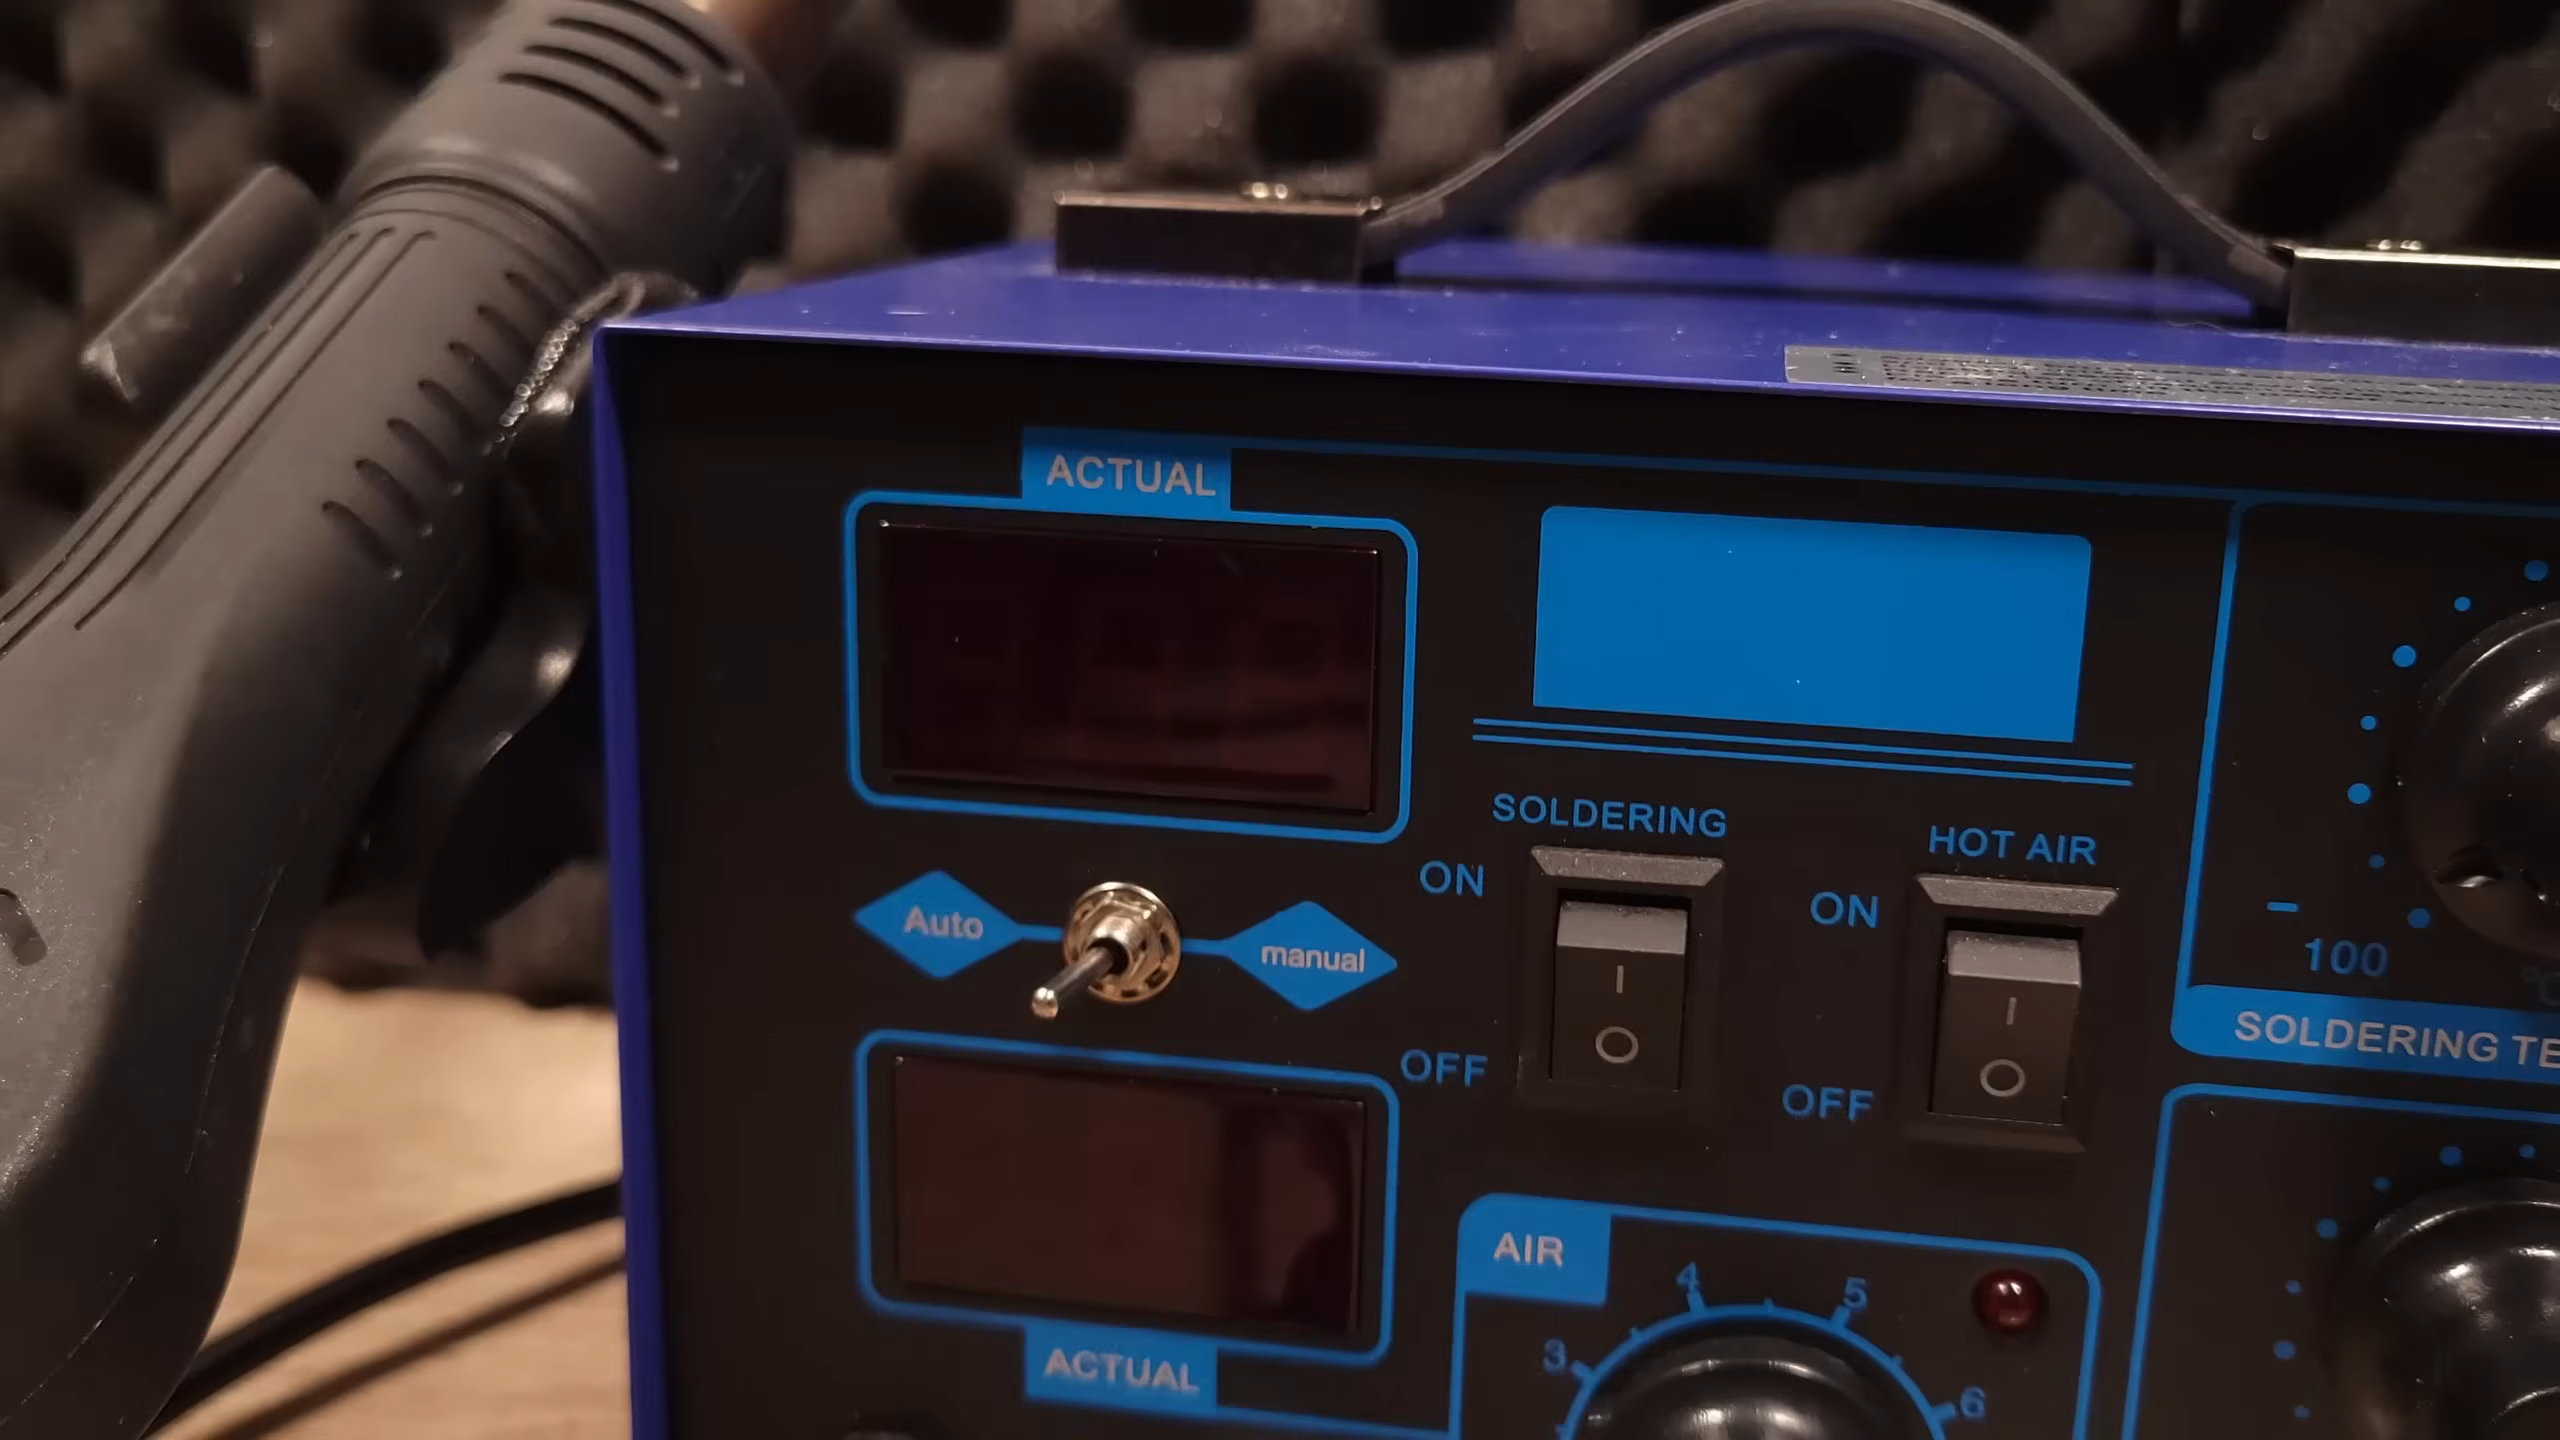 ACTUAL
SOLDERING
HOT AIR
ON
ON
Auto
manual
OFF
OFF
100
SOLDERING TE
AIR
4
5
3
6
ACTUAL